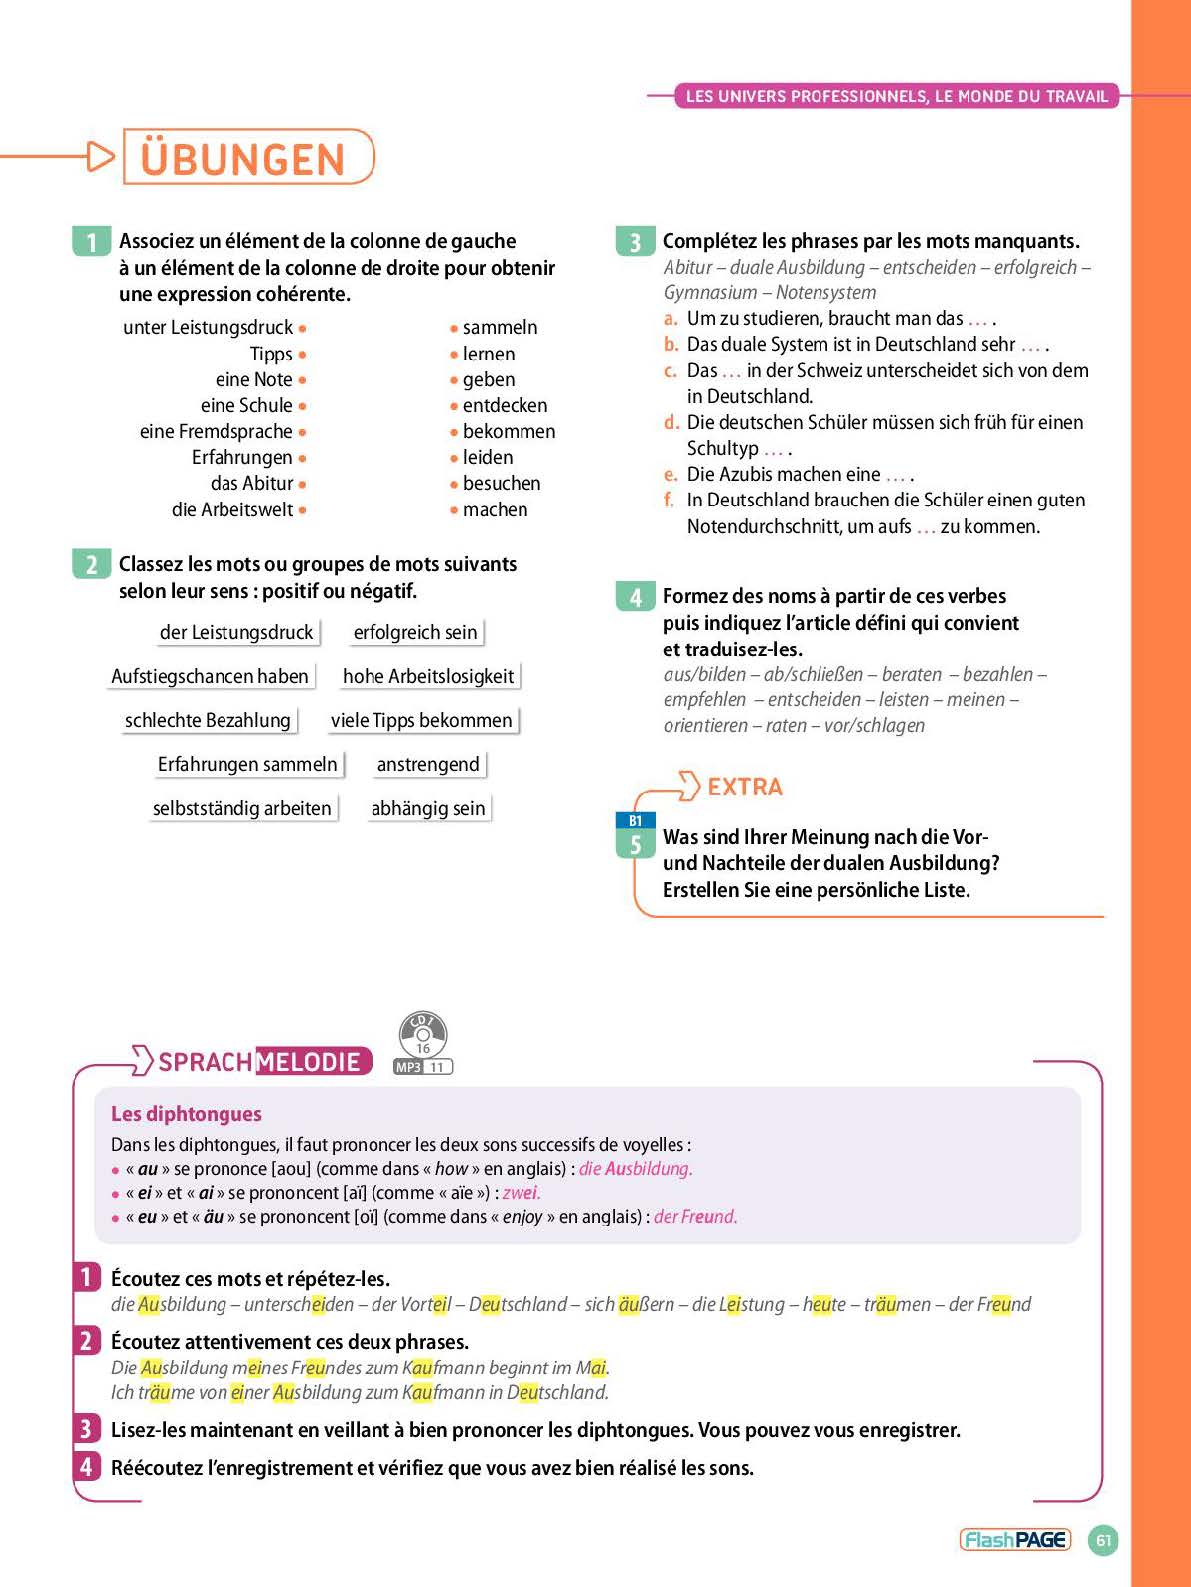 LES UNIVERS PROFESSIONNELS, LE MONDE DU TRAVAIL
ÜBUNGEN
1 Associez un élément de la colonne de gauche
à un élément de la colonne de droite pour obtenir
une expression cohérente.
unter Leistungsdruck • • sammeln
Tipps • • lernen
eine Note • • geben
eine Schule • • entdecken
eine Fremdsprache • • bekommen
Erfahrungen • • leiden
das Abitur • • besuchen
die Arbeitswelt • • machen
2 Classez les mots ou groupes de mots suivants
selon leur sens : positif ou négatif.
der Leistungsdruck erfolgreich sein
Aufstiegschancen haben hohe Arbeitslosigkeit
schlechte Bezahlung viele Tipps bekommen
Erfahrungen sammeln anstrengend
selbstständig arbeiten abhängig sein
3 Complétez les phrases par les mots manquants.
Abitur – duale Ausbildung – entscheiden – erfolgreich –
Gymnasium – Notensystem
a. Um zu studieren, braucht man das ... .
b. Das duale System ist in Deutschland sehr ... .
c. Das ... in der Schweiz unterscheidet sich von dem
in Deutschland.
d. Die deutschen Schüler müssen sich früh für einen
Schultyp ... .
e. Die Azubis machen eine ... .
f. In Deutschland brauchen die Schüler einen guten
Notendurchschnitt, um aufs ... zu kommen.
4 Formez des noms à partir de ces verbes
puis indiquez l'article défini qui convient
et traduisez-les.
aus/bilden – ab/schließen – beraten – bezahlen –
empfehlen – entscheiden – leisten – meinen –
orientieren – raten – vor/schlagen
EXTRA
B1
5 Was sind Ihrer Meinung nach die Vor-
und Nachteile der dualen Ausbildung?
Erstellen Sie eine persönliche Liste.
SPRACHMELODIE
CD1
16
MP3 11
Les diphtongues
Dans les diphtongues, il faut prononcer les deux sons successifs de voyelles :
• « au » se prononce [aou] (comme dans « how » en anglais) : die Ausbildung.
• « ei » et « ai » se prononcent [aï] (comme « aïe ») : zwei.
• « eu » et « äu » se prononcent [oï] (comme dans « enjoy » en anglais) : der Freund.
1 Écoutez ces mots et répétez-les.
die Ausbildung – unterscheiden – der Vorteil – Deutschland – sich äußern – die Leistung – heute – träumen – der Freund
2 Écoutez attentivement ces deux phrases.
Die Ausbildung meines Freundes zum Kaufmann beginnt im Mai.
Ich träume von einer Ausbildung zum Kaufmann in Deutschland.
3 Lisez-les maintenant en veillant à bien prononcer les diphtongues. Vous pouvez vous enregistrer.
4 Réécoutez l'enregistrement et vérifiez que vous avez bien réalisé les sons.
FlashPAGE 61